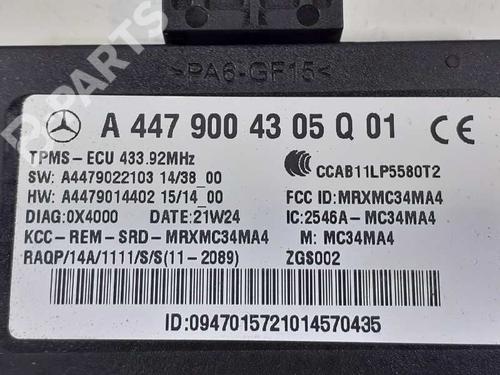 B PARTS
>PA6-GF15<
A 447 900 43 05 Q 01 CE
TPMS-ECU 433.92MHz
SW: A4479022103 14/38_00
HW: A4479014402 15/14_00
DIAG:0X4000 DATE:21W24
KCC-REM-SRD-MRXMC34MA4
RAQP/14A/1111/S/S(11-2089)
CCAB11LP5580T2
FCC ID:MRXMC34MA4
IC:2546A-MC34MA4
M: MC34MA4
ZGS002
ID:0947015721014570435